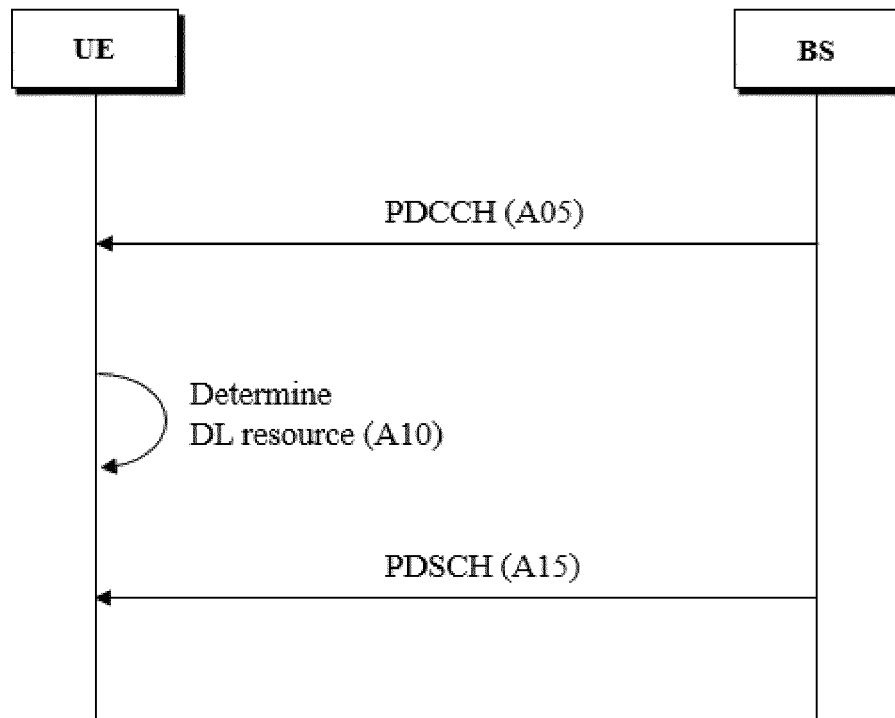 UE
BS
PDCCH (A05)
Determine
DL resource (A10)
PDSCH (A15)